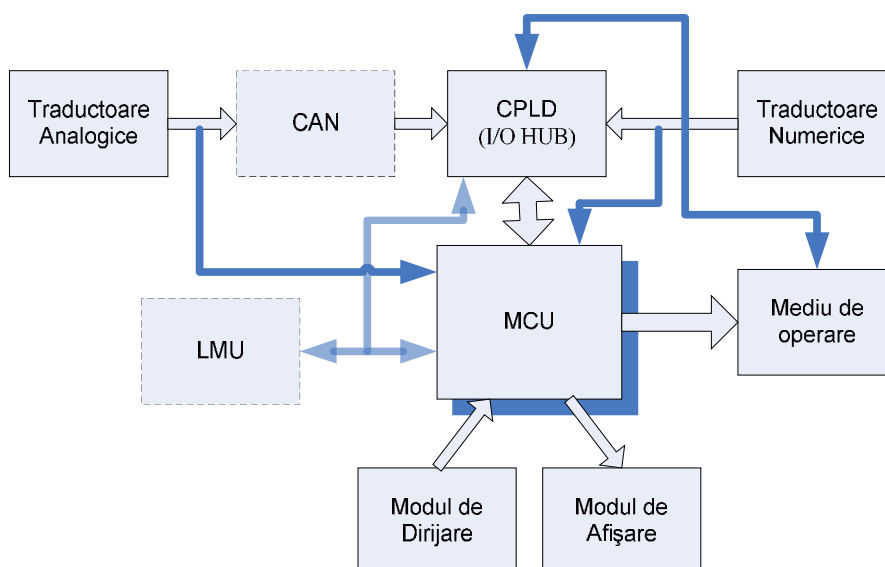 Traductoare
Analogice
CAN
CPLD
(I/O HUB)
Traductoare
Numerice
MCU
LMU
Mediu de
operare
Modul de
Dirijare
Modul de
Afişare